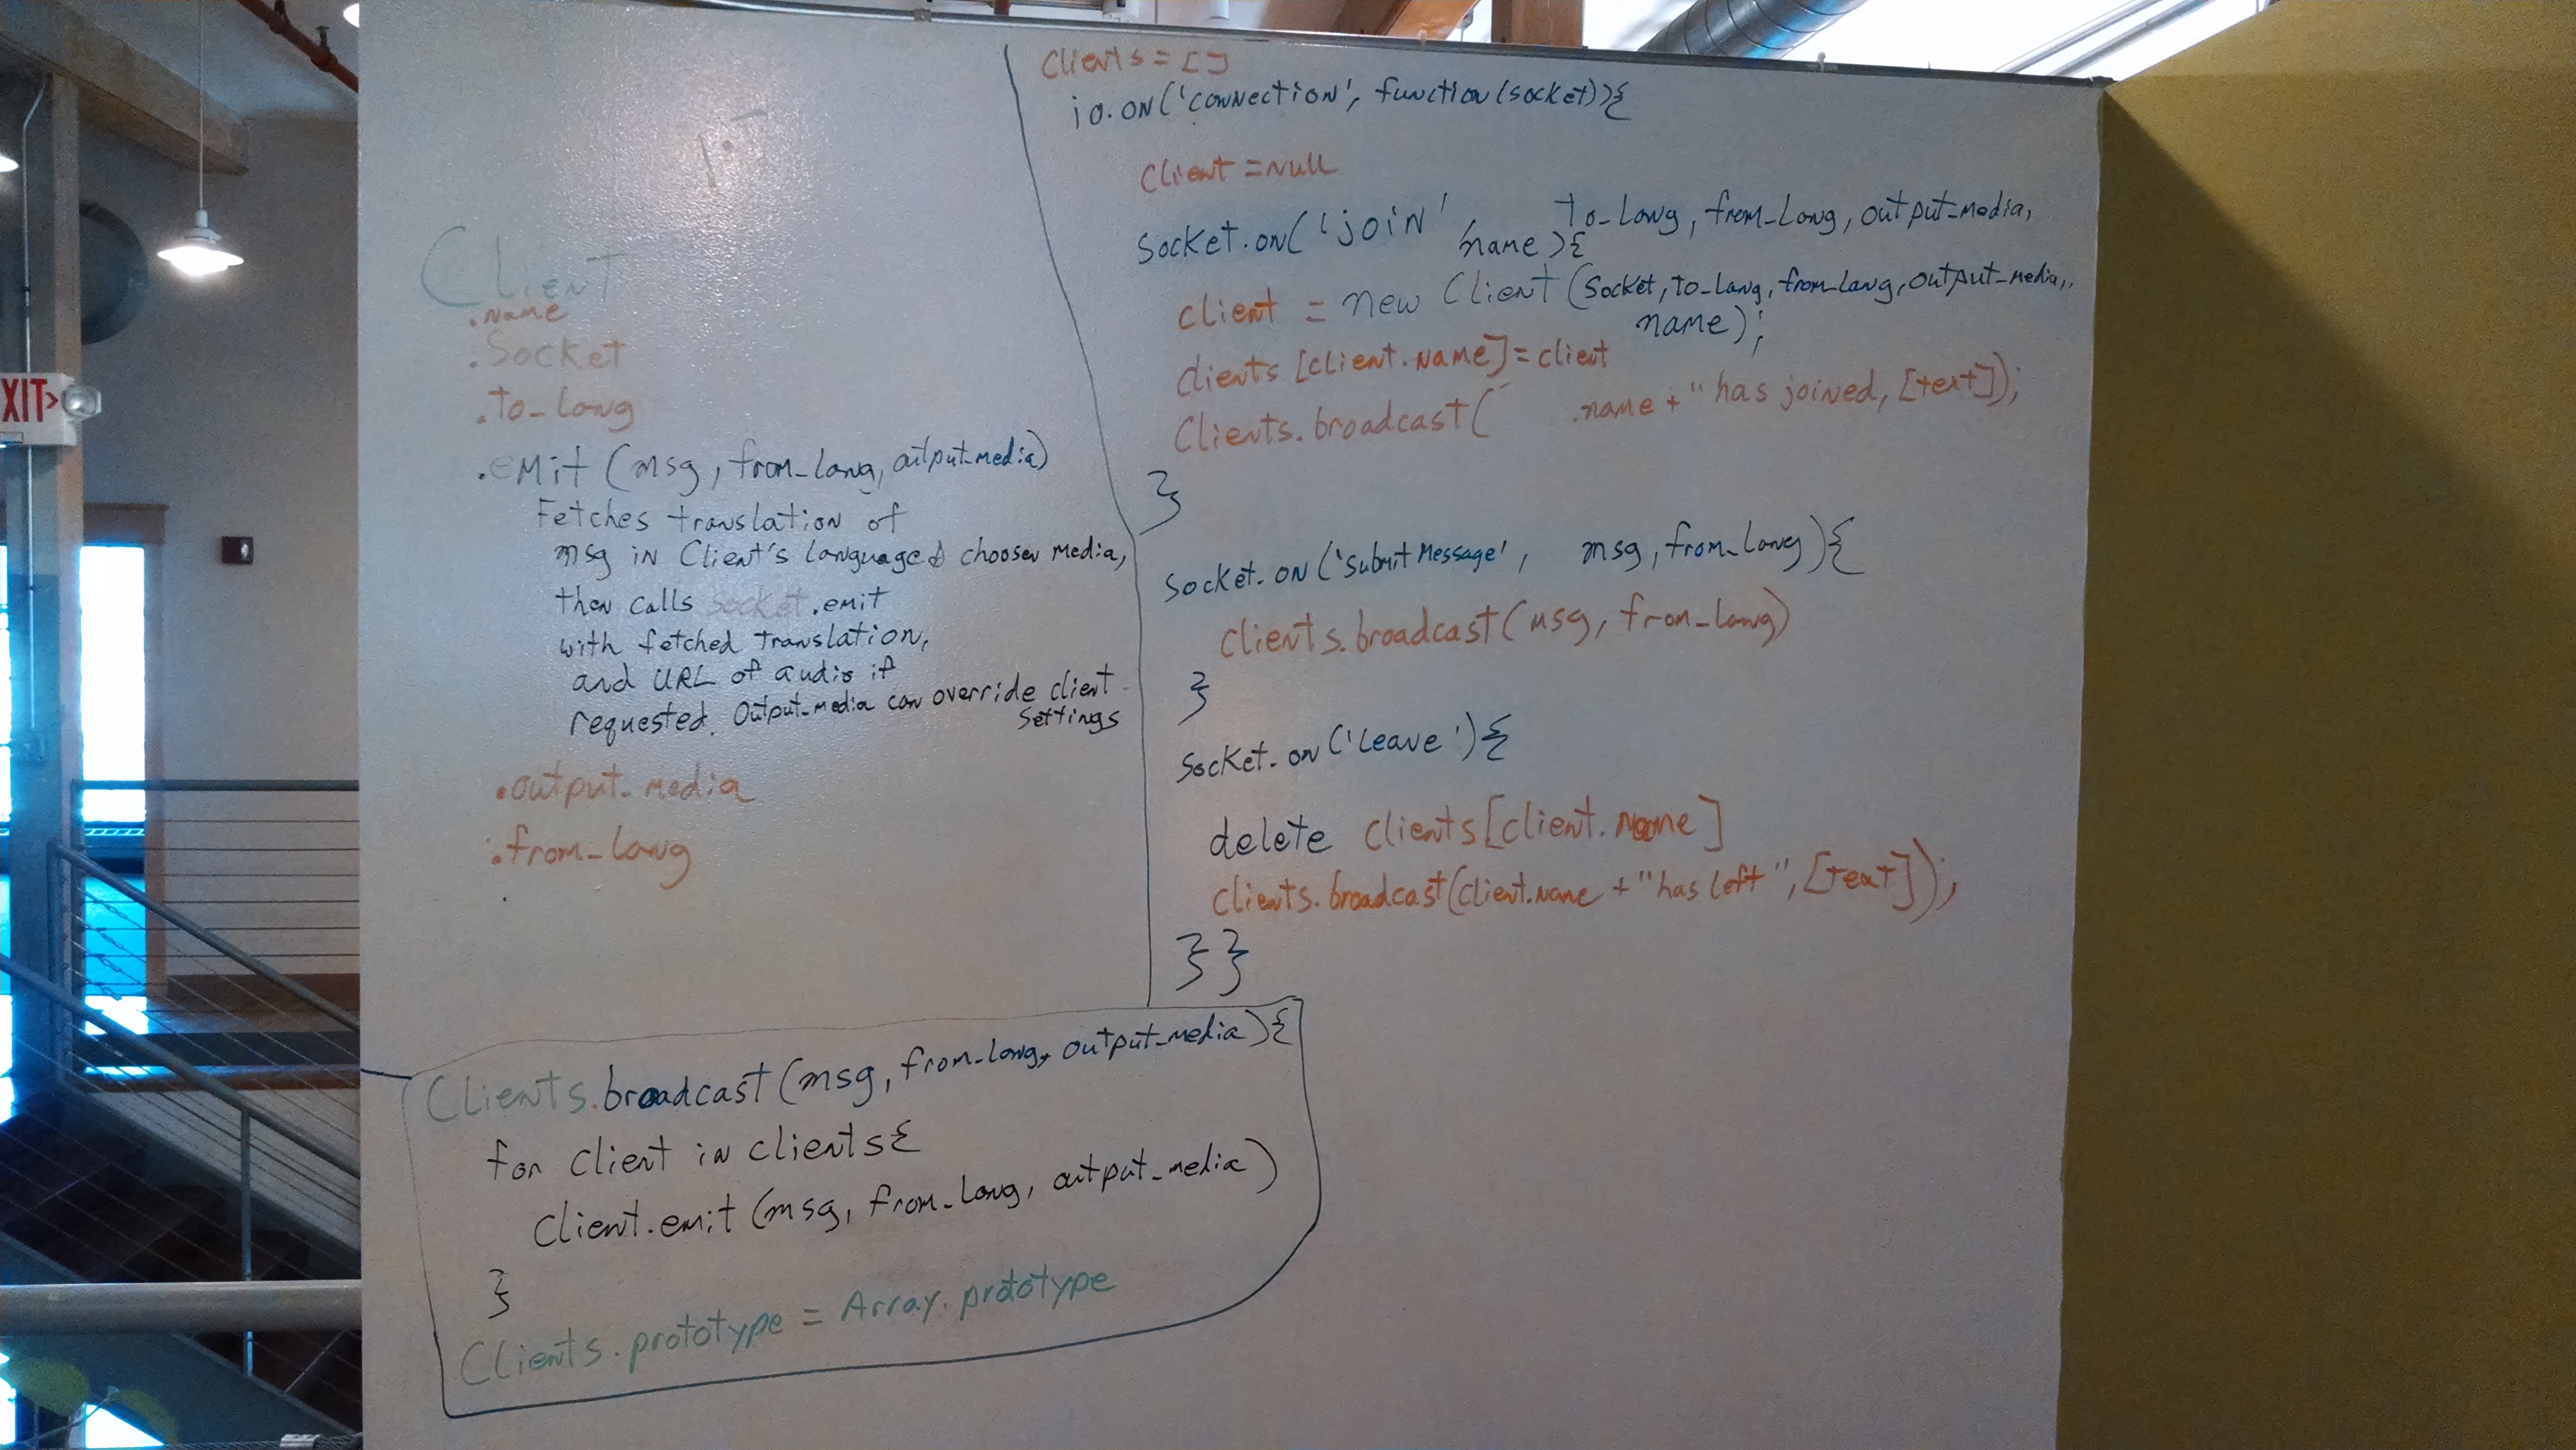 XIT>
Client
.name
.Socket
.to_lang
.emit (msg, from_lang, output_media)
Fetches translation of
msg in Client's language & chosen media,
then calls Socket.emit
with fetched translation,
and URL of audio if
requested. Output_media can override client
settings
.output_media
.from_lang
Clients = []
io.on('connection', function(socket)){
Client = null
Socket.on('join' to_lang, from_lang, output_media,
name){
client = new Client (Socket, to_lang, from_lang, output_media,
name);
clients [client.name] = client
Clients.broadcast( .name + "has joined, [text]);
}
Socket.on('submit Message', msg, from_lang){
Clients.broadcast(msg, from_lang)
}
Socket.on('leave'){
delete Clients[client.name]
Clients.broadcast(client.name + "has left", [text]);
}}
Clients.broadcast(msg, from_lang, output_media){
for client in clients{
Client.emit (msg, from_lang, output_media)
}
Clients.prototype = Array.prototype